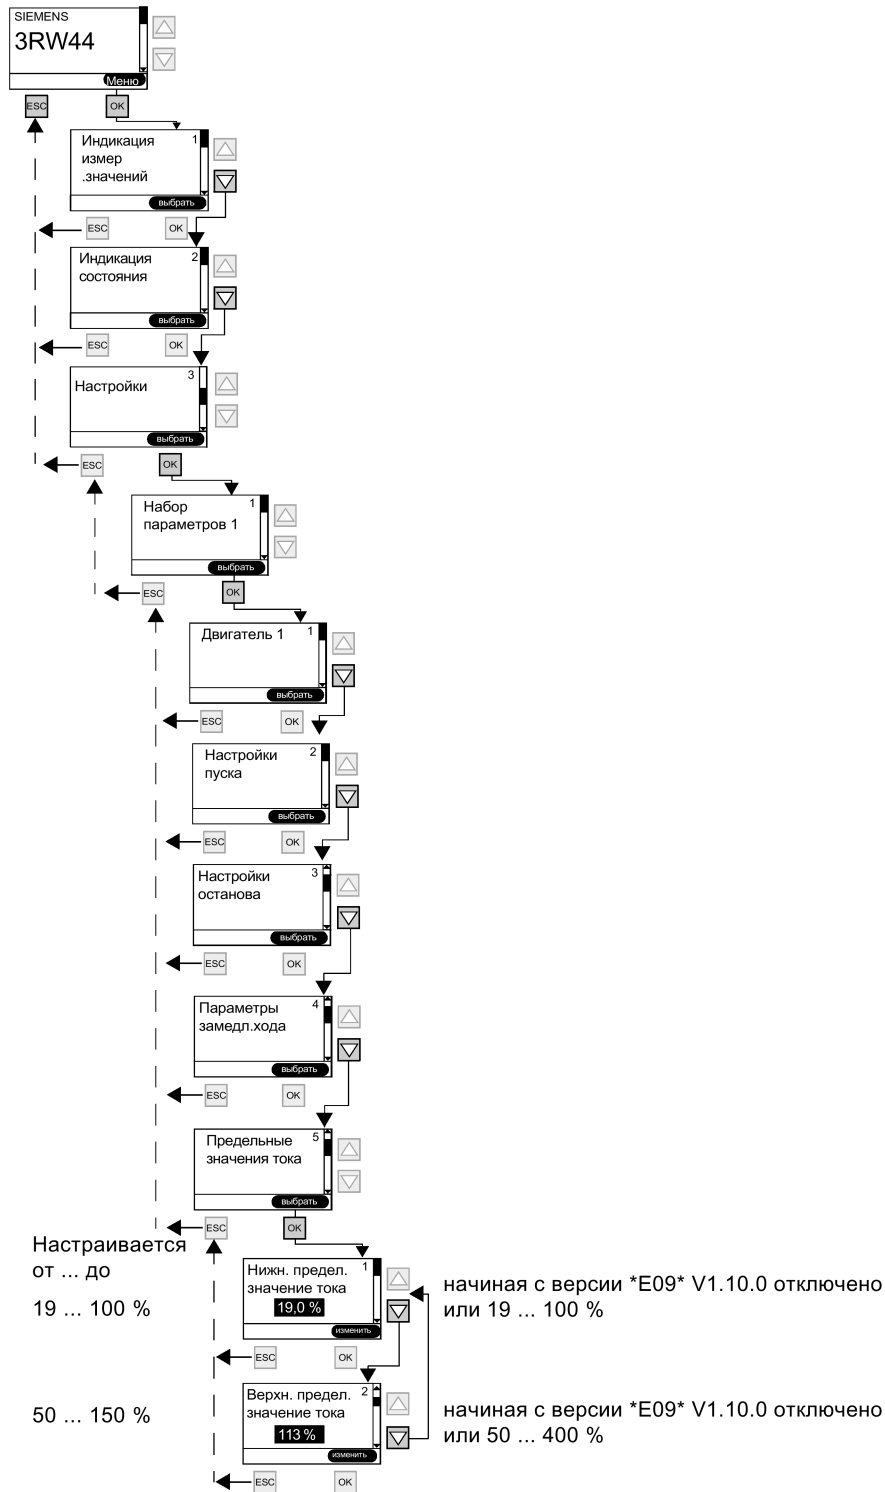 SIEMENS
3RW44
Меню
ESC
OK
Индикация
1
измер
.значений
выбрать
ESC
OK
Индикация
2
состояния
выбрать
ESC
OK
3
Настройки
выбрать
ESC
OK
Набор
1
параметров 1
выбрать
ESC
OK
Двигатель 1
1
выбрать
ESC
OK
Настройки
2
пуска
выбрать
ESC
OK
Настройки
3
останова
выбрать
ESC
OK
Параметры
4
замедл.хода
выбрать
ESC
OK
Предельные
5
значения тока
выбрать
ESC
OK
Настраивается
от ... до
19 ... 100 %
Нижн. предел.
1
значение тока
19,0 %
изменить
начиная с версии *E09* V1.10.0 отключено
или 19 ... 100 %
ESC
OK
50 ... 150 %
Верхн. предел.
2
значение тока
113 %
изменить
начиная с версии *E09* V1.10.0 отключено
или 50 ... 400 %
ESC
OK